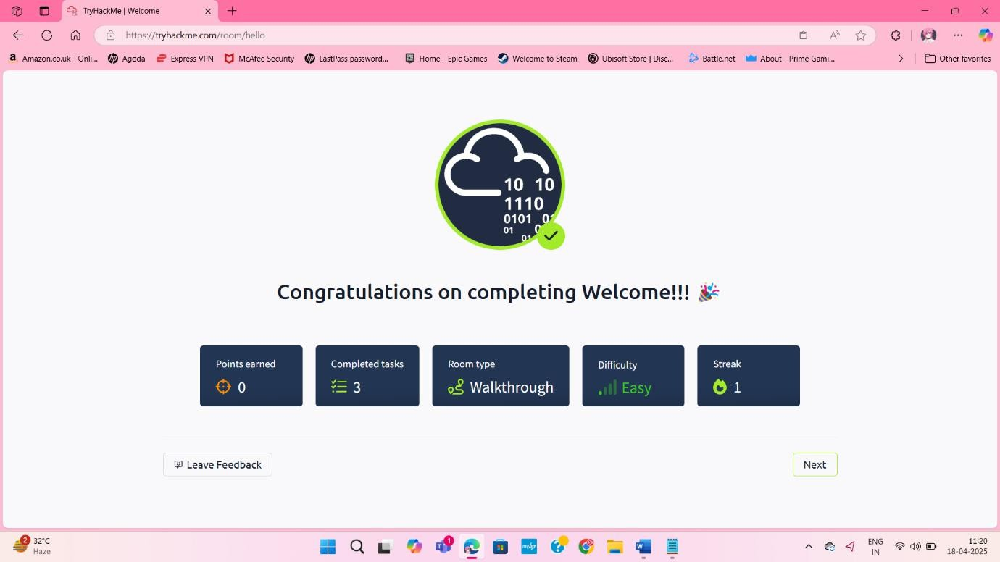 TryHackMe | Welcome
https://tryhackme.com/room/hello
Amazon.co.uk - Onli...
Agoda
Express VPN
McAfee Security
LastPass password...
Home - Epic Games
Welcome to Steam
Ubisoft Store | Disc...
Battle.net
About - Prime Gami...
Other favorites
10 10
1110
0101 01
01 0
01
Congratulations on completing Welcome!!! 🎉
Points earned
0
Completed tasks
3
Room type
Walkthrough
Difficulty
Easy
Streak
1
Leave Feedback
Next
2
32°C
Haze
1
ENG
IN
11:20
18-04-2025